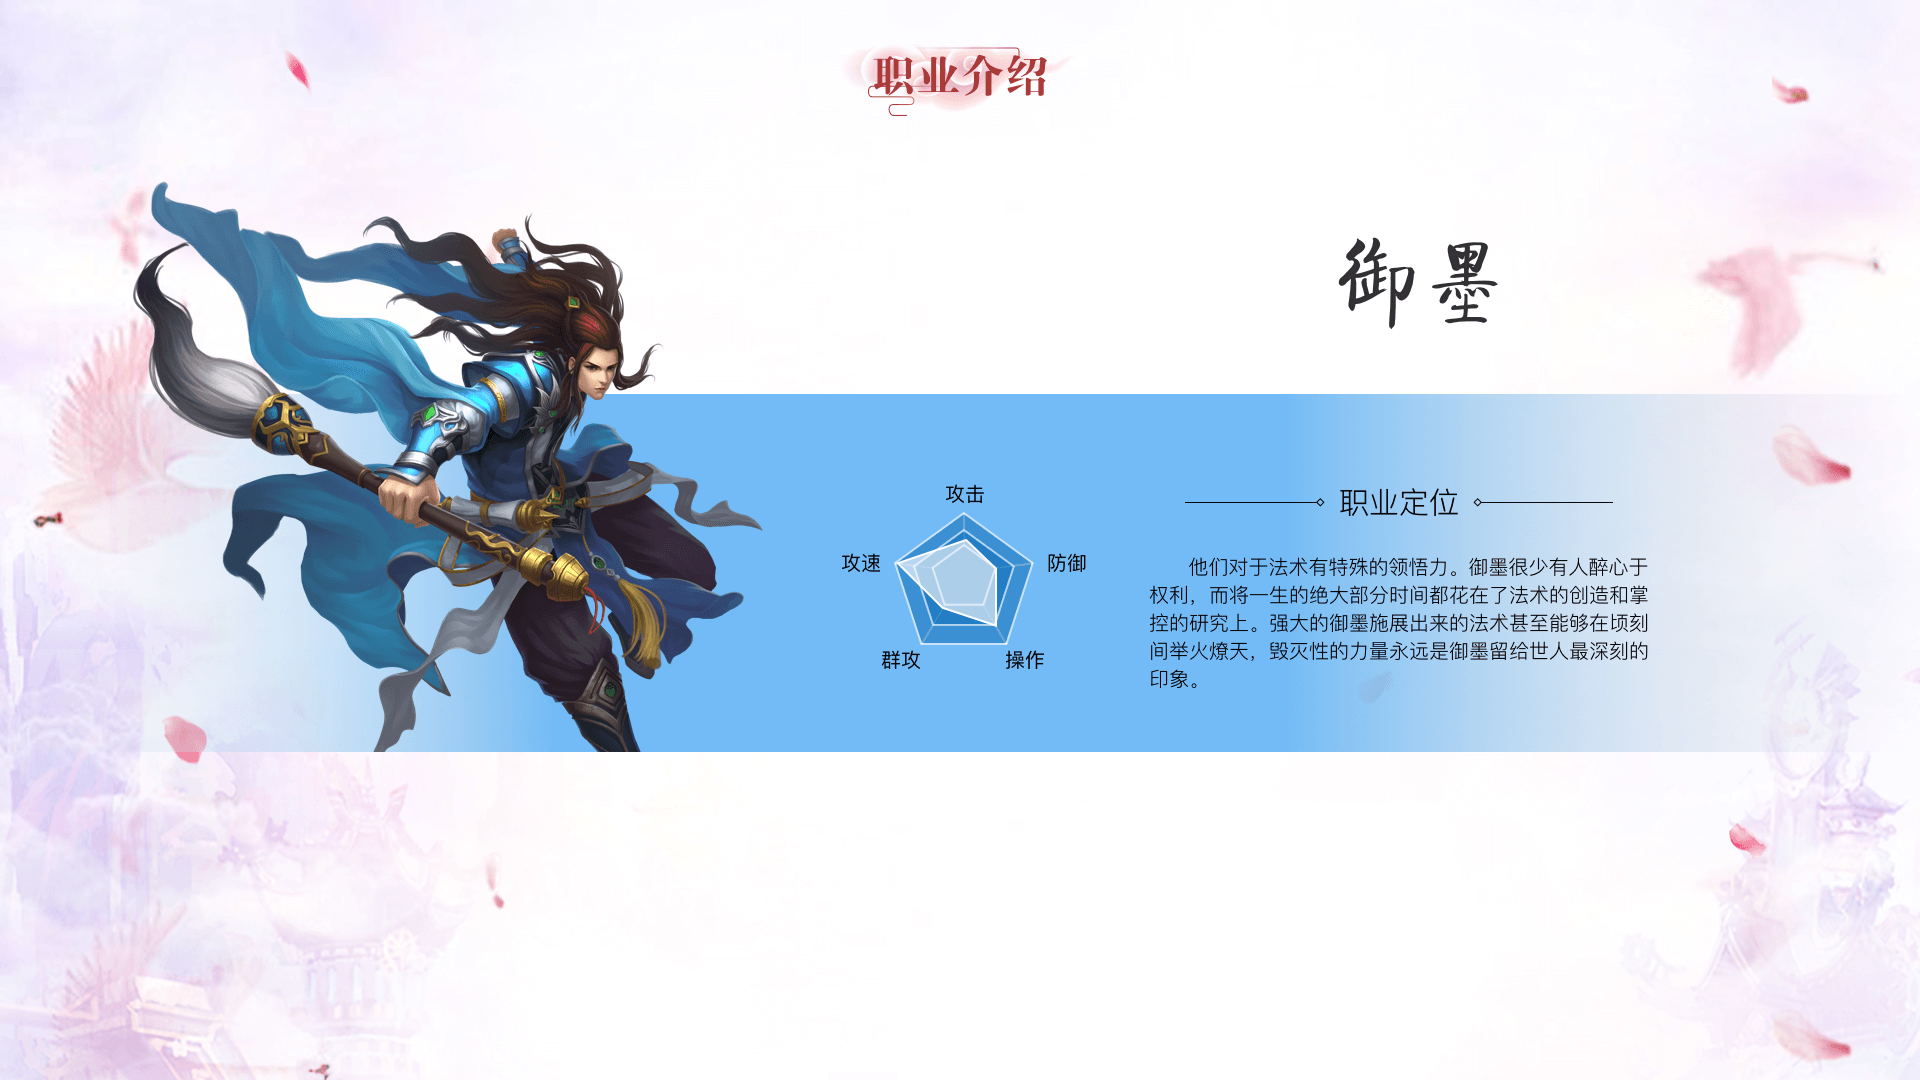 职业介绍
御墨
攻击
攻速
防御
群攻
操作
职业定位
他们对于法术有特殊的领悟力。御墨很少有人醉心于
权利，而将一生的绝大部分时间都花在了法术的创造和掌
控的研究上。强大的御墨施展出来的法术甚至能够在顷刻
间举火燎天，毁灭性的力量永远是御墨留给世人最深刻的
印象。